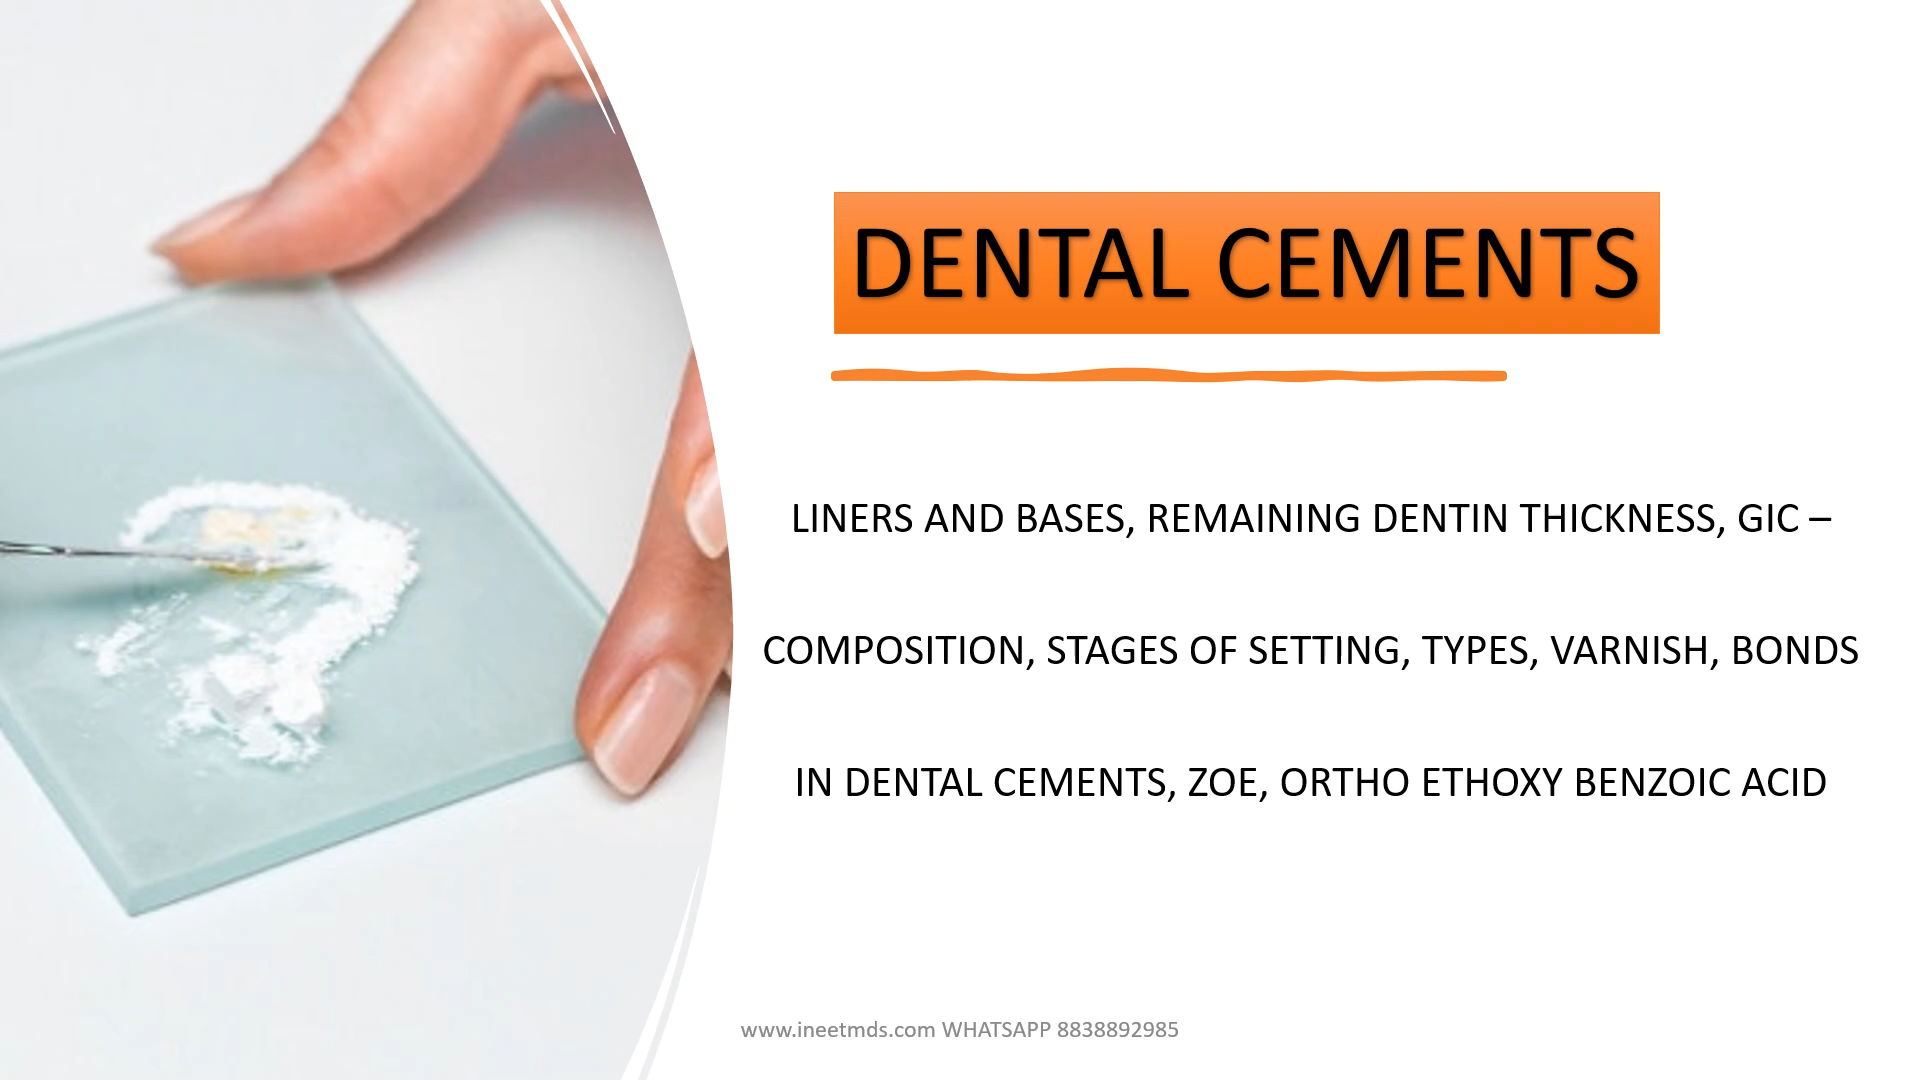 DENTAL CEMENTS
LINERS AND BASES, REMAINING DENTIN THICKNESS, GIC –
COMPOSITION, STAGES OF SETTING, TYPES, VARNISH, BONDS
IN DENTAL CEMENTS, ZOE, ORTHO ETHOXY BENZOIC ACID
www.ineetmds.com WHATSAPP 8838892985